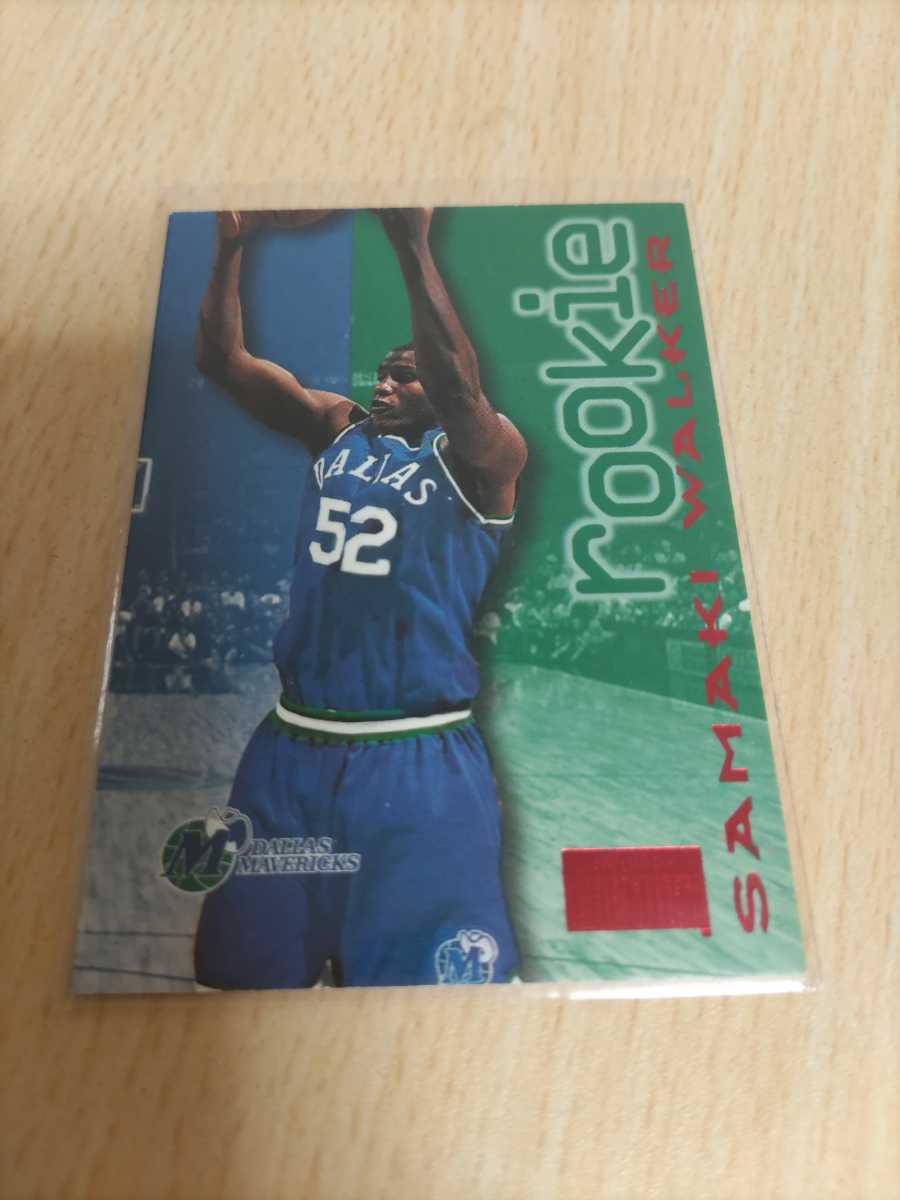 rookie
SAMAKI WALKER
DALLAS
52
M
DALLAS
MAVERICKS
M